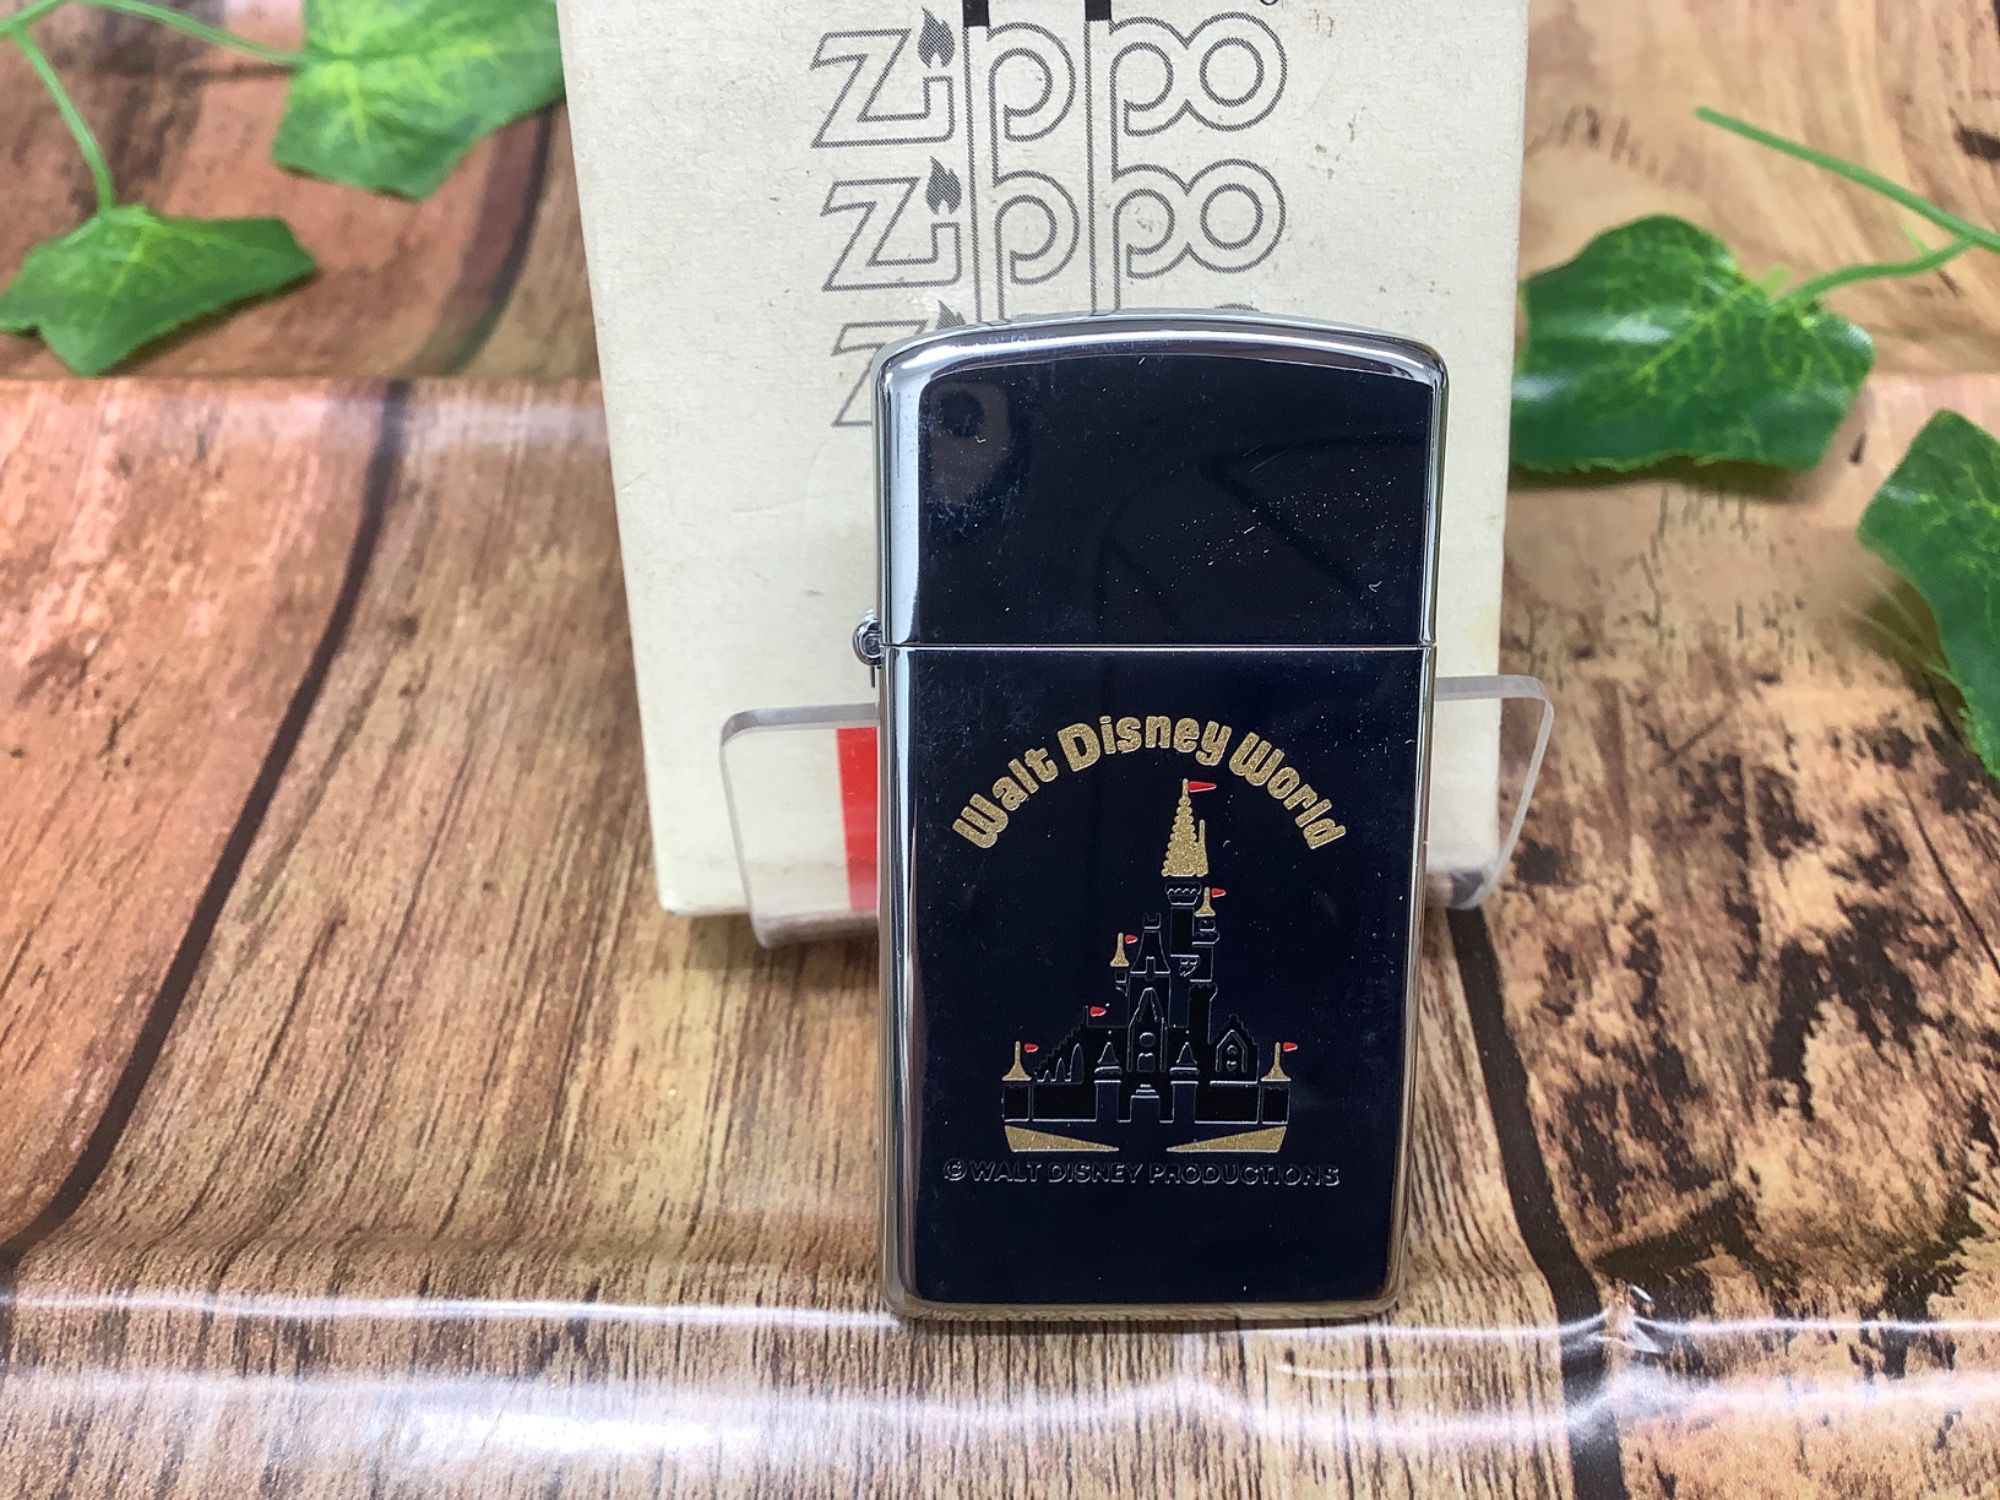 zippo
zippo
Walt Disney World
© WALT DISNEY PRODUCTIONS